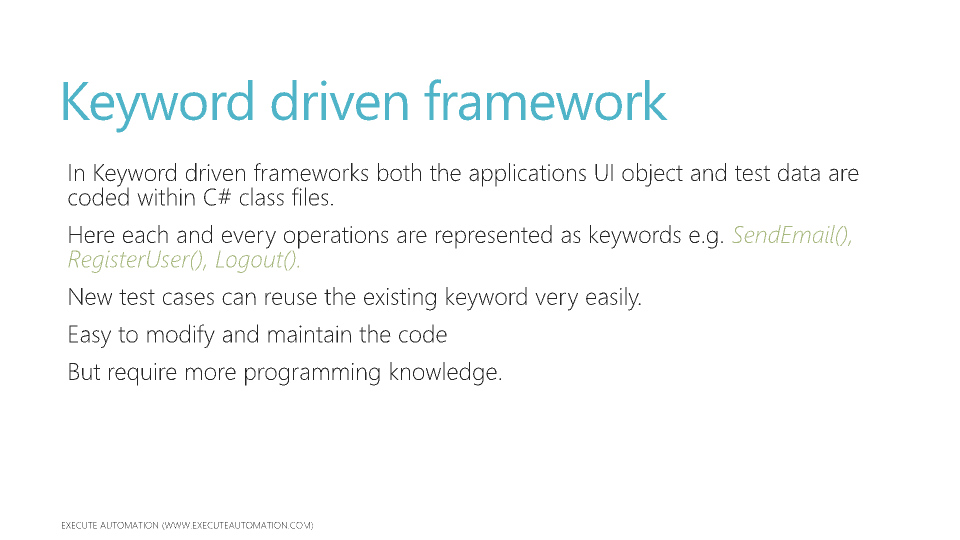 Keyword driven framework
In Keyword driven frameworks both the applications UI object and test data are
coded within C# class files.
Here each and every operations are represented as keywords e.g. SendEmail(),
RegisterUser(), Logout().
New test cases can reuse the existing keyword very easily.
Easy to modify and maintain the code
But require more programming knowledge.
EXECUTE AUTOMATION (WWW.EXECUTEAUTOMATION.COM)